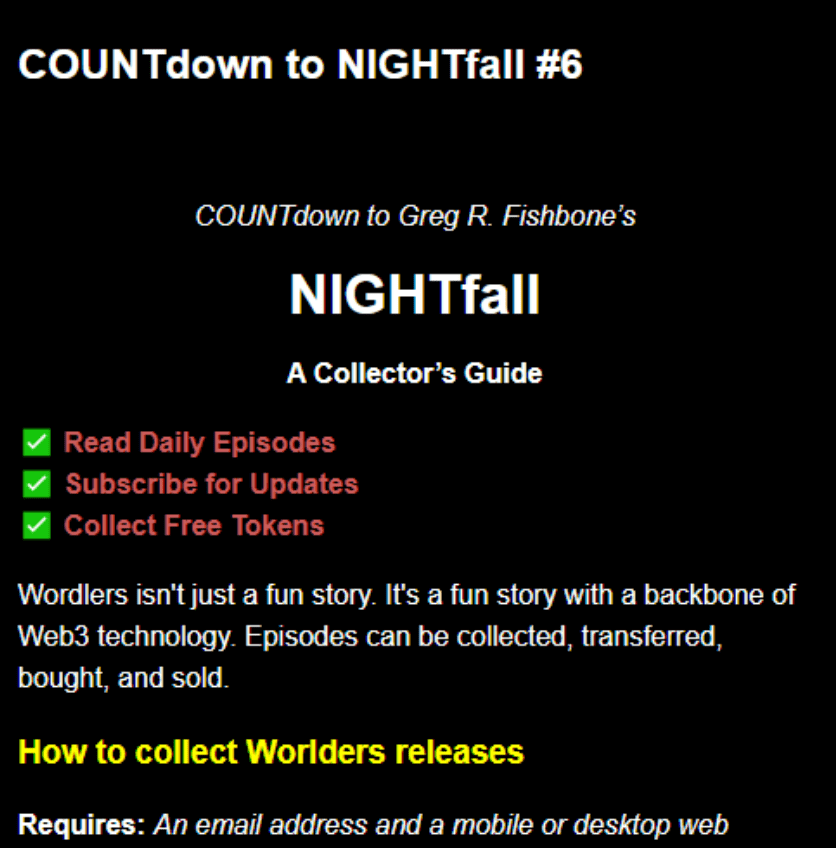 COUNTdown to NIGHTfall #6
COUNTdown to Greg R. Fishbone’s
NIGHTfall
A Collector’s Guide
✅ Read Daily Episodes
✅ Subscribe for Updates
✅ Collect Free Tokens
Wordlers isn't just a fun story. It's a fun story with a backbone of
Web3 technology. Episodes can be collected, transferred,
bought, and sold.
How to collect Worlders releases
Requires: An email address and a mobile or desktop web